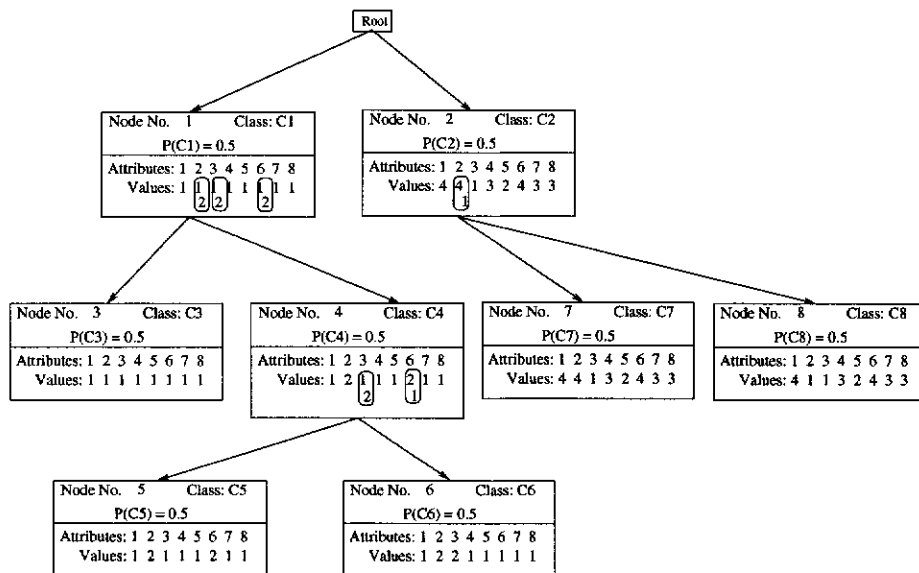 Root
Node No. 1 Class: C1
P(C1) = 0.5
Attributes: 1 2 3 4 5 6 7 8
Values: 1 1 1 1 1 1 1 1
2 2 2
Node No. 2 Class: C2
P(C2) = 0.5
Attributes: 1 2 3 4 5 6 7 8
Values: 4 4 1 3 2 4 3 3
1
Node No. 3 Class: C3
P(C3) = 0.5
Attributes: 1 2 3 4 5 6 7 8
Values: 1 1 1 1 1 1 1 1
Node No. 4 Class: C4
P(C4) = 0.5
Attributes: 1 2 3 4 5 6 7 8
Values: 1 2 1 1 1 2 1 1
2 1
Node No. 7 Class: C7
P(C7) = 0.5
Attributes: 1 2 3 4 5 6 7 8
Values: 4 4 1 3 2 4 3 3
Node No. 8 Class: C8
P(C8) = 0.5
Attributes: 1 2 3 4 5 6 7 8
Values: 4 1 1 3 2 4 3 3
Node No. 5 Class: C5
P(C5) = 0.5
Attributes: 1 2 3 4 5 6 7 8
Values: 1 2 1 1 1 2 1 1
Node No. 6 Class: C6
P(C6) = 0.5
Attributes: 1 2 3 4 5 6 7 8
Values: 1 2 2 1 1 1 1 1